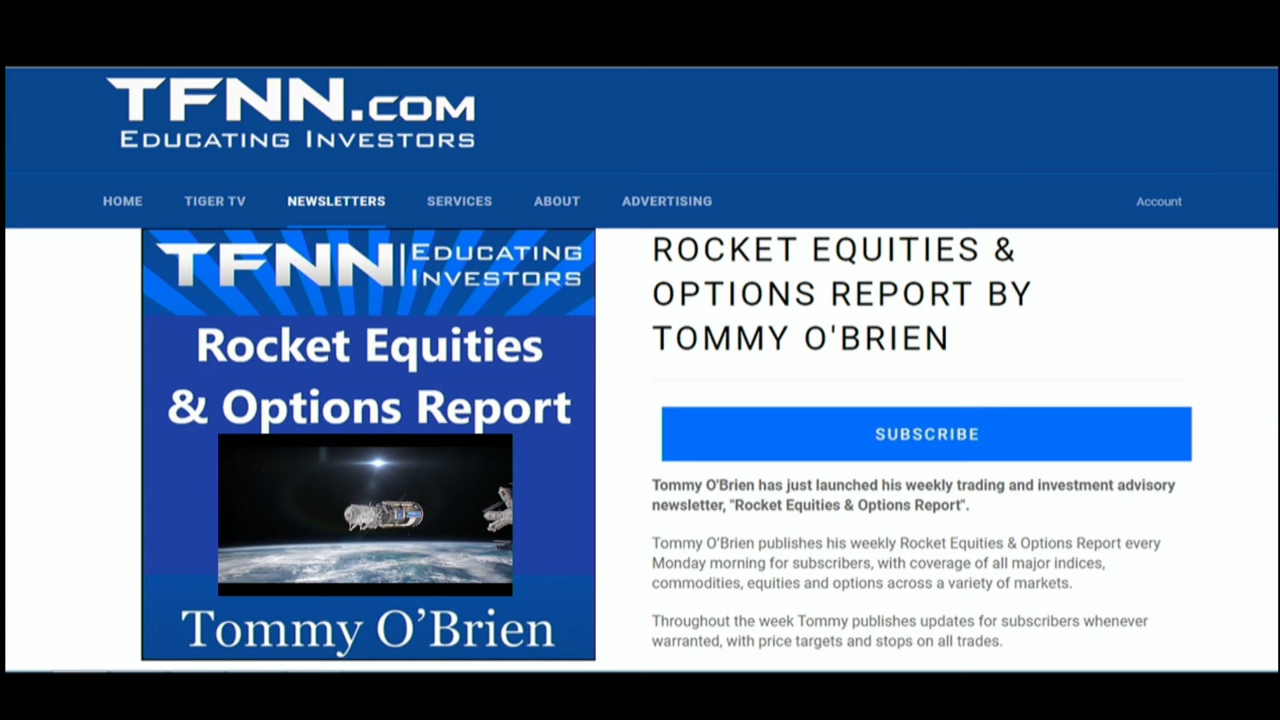 TFNN.COM
EDUCATING INVESTORS
HOME TIGER TV NEWSLETTERS SERVICES ABOUT ADVERTISING Account
TFNN EDUCATING
INVESTORS
Rocket Equities
& Options Report
Tommy O’Brien
ROCKET EQUITIES &
OPTIONS REPORT BY
TOMMY O'BRIEN
SUBSCRIBE
Tommy O'Brien has just launched his weekly trading and investment advisory
newsletter, "Rocket Equities & Options Report".
Tommy O’Brien publishes his weekly Rocket Equities & Options Report every
Monday morning for subscribers, with coverage of all major indices,
commodities, equities and options across a variety of markets.
Throughout the week Tommy publishes updates for subscribers whenever
warranted, with price targets and stops on all trades.